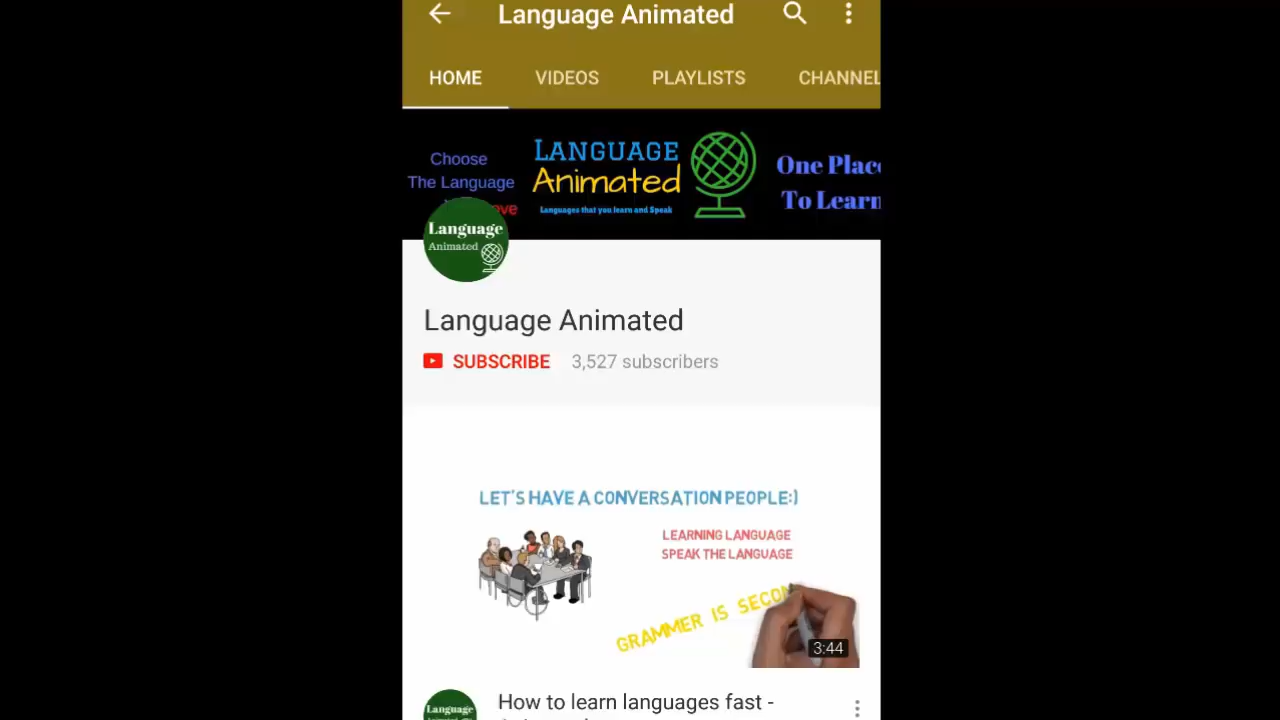 Language Animated
HOME VIDEOS PLAYLISTS CHANNEL
Choose
The Language
LANGUAGE
Animated
Languages that you learn and Speak
One Place
To Learn
Language
Animated
Language Animated
SUBSCRIBE 3,527 subscribers
LET'S HAVE A CONVERSATION PEOPLE:)
LEARNING LANGUAGE
SPEAK THE LANGUAGE
GRAMMER IS SECON
3:44
Language
How to learn languages fast -